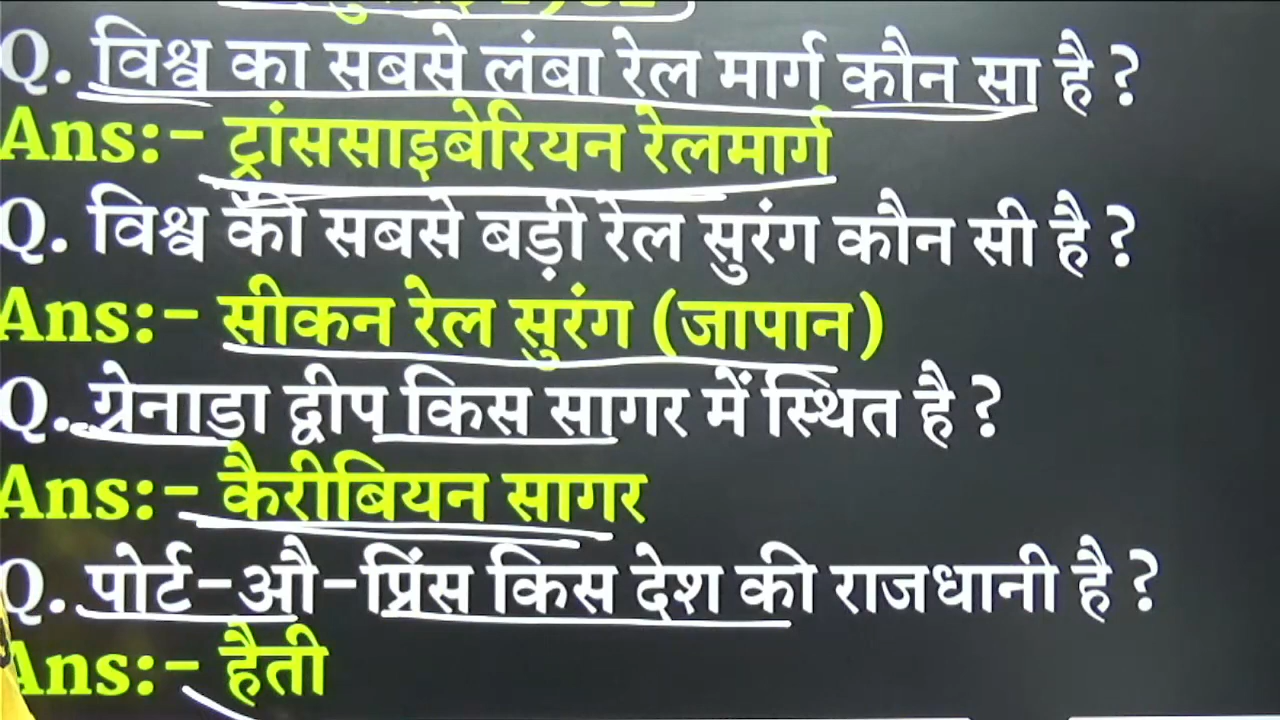 Q. विश्व का सबसे लंबा रेल मार्ग कौन सा है ?
Ans:- ट्रांससाइबेरियन रेलमार्ग
Q. विश्व की सबसे बड़ी रेल सुरंग कौन सी है ?
Ans:- सीकन रेल सुरंग (जापान)
Q. ग्रेनाडा द्वीप किस सागर में स्थित है ?
Ans:- कैरीबियन सागर
Q. पोर्ट-औ-प्रिंस किस देश की राजधानी है ?
Ans:- हैती